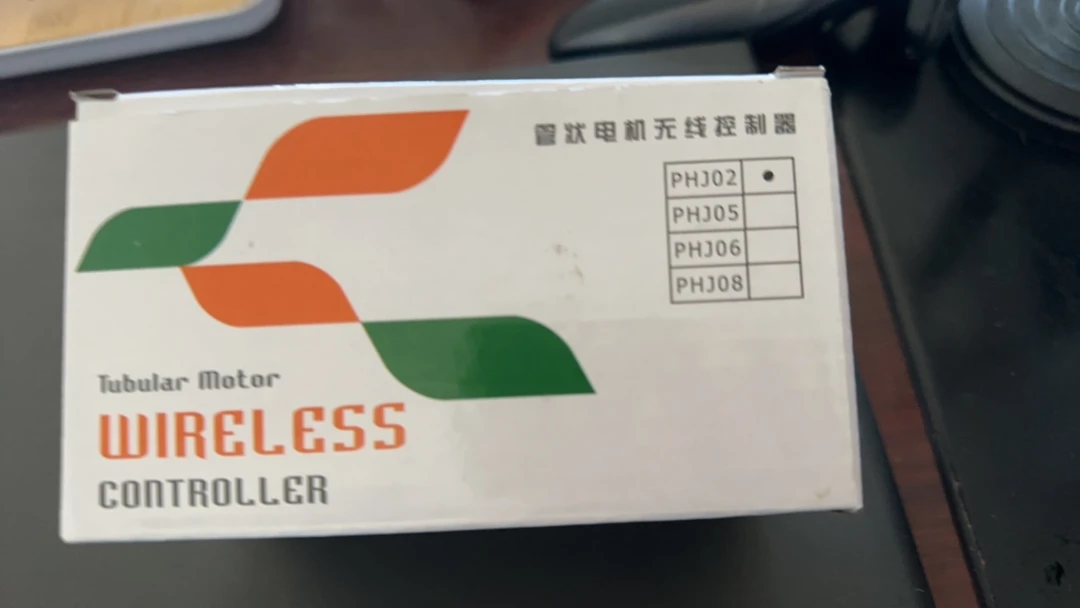 管状电机无线控制器
PHJ02 •
PHJ05
PHJ06
PHJ08
Tubular Motor
WIRELESS
CONTROLLER